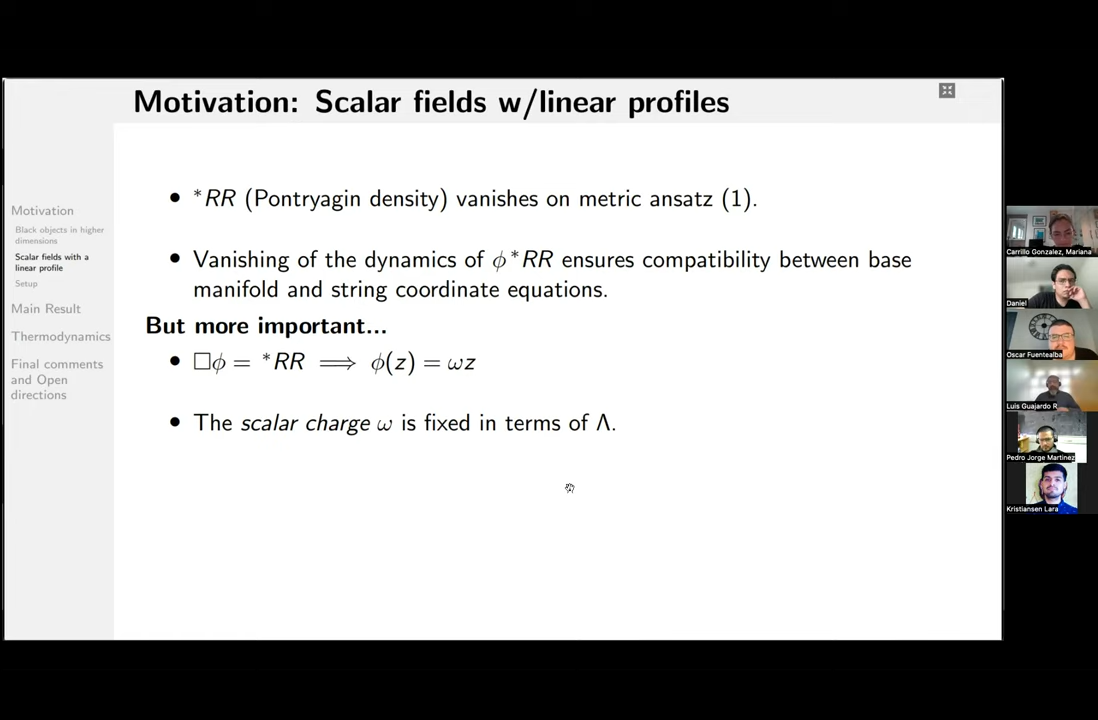 Motivation: Scalar fields w/linear profiles
Motivation
Black objects in higher
dimensions
Scalar fields with a
linear profile
Setup
Main Result
Thermodynamics
Final comments
and Open
directions
• *RR (Pontryagin density) vanishes on metric ansatz (1).
• Vanishing of the dynamics of ϕ*RR ensures compatibility between base
manifold and string coordinate equations.
But more important...
• □ϕ = *RR ⟹ ϕ(z) = ωz
• The scalar charge ω is fixed in terms of Λ.
Carrillo Gonzalez, Mariana
Daniel
Oscar Fuentealba
Luis Guajardo R
Pedro Jorge Martinez
Kristiansen Lara